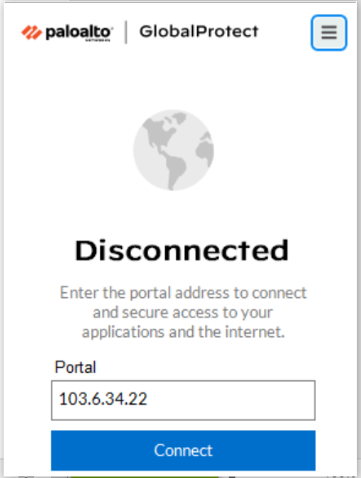 paloalto NETWORKS | GlobalProtect
Disconnected
Enter the portal address to connect
and secure access to your
applications and the internet.
Portal
103.6.34.22
Connect